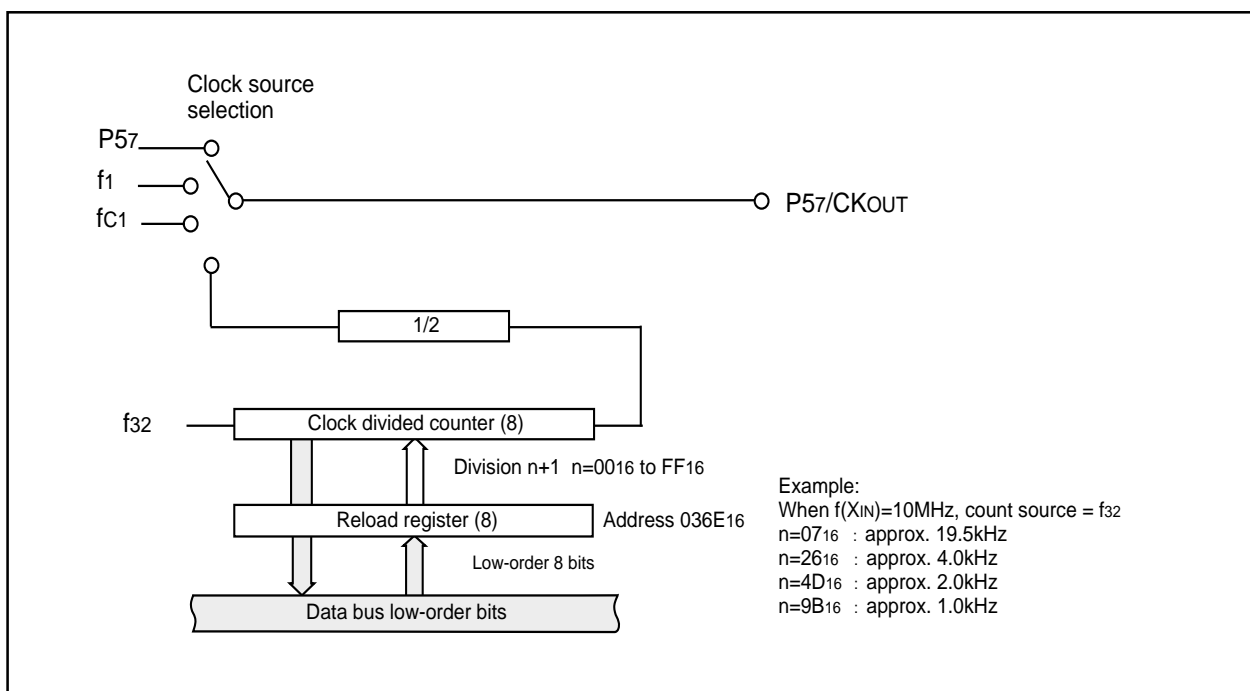 Clock source
selection
P57
f1
fC1
P57/CKOUT
1/2
f32
Clock divided counter (8)
Division n+1 n=0016 to FF16
Reload register (8)
Address 036E16
Low-order 8 bits
Data bus low-order bits
Example:
When f(XIN)=10MHz, count source = f32
n=0716 : approx. 19.5kHz
n=2616 : approx. 4.0kHz
n=4D16 : approx. 2.0kHz
n=9B16 : approx. 1.0kHz